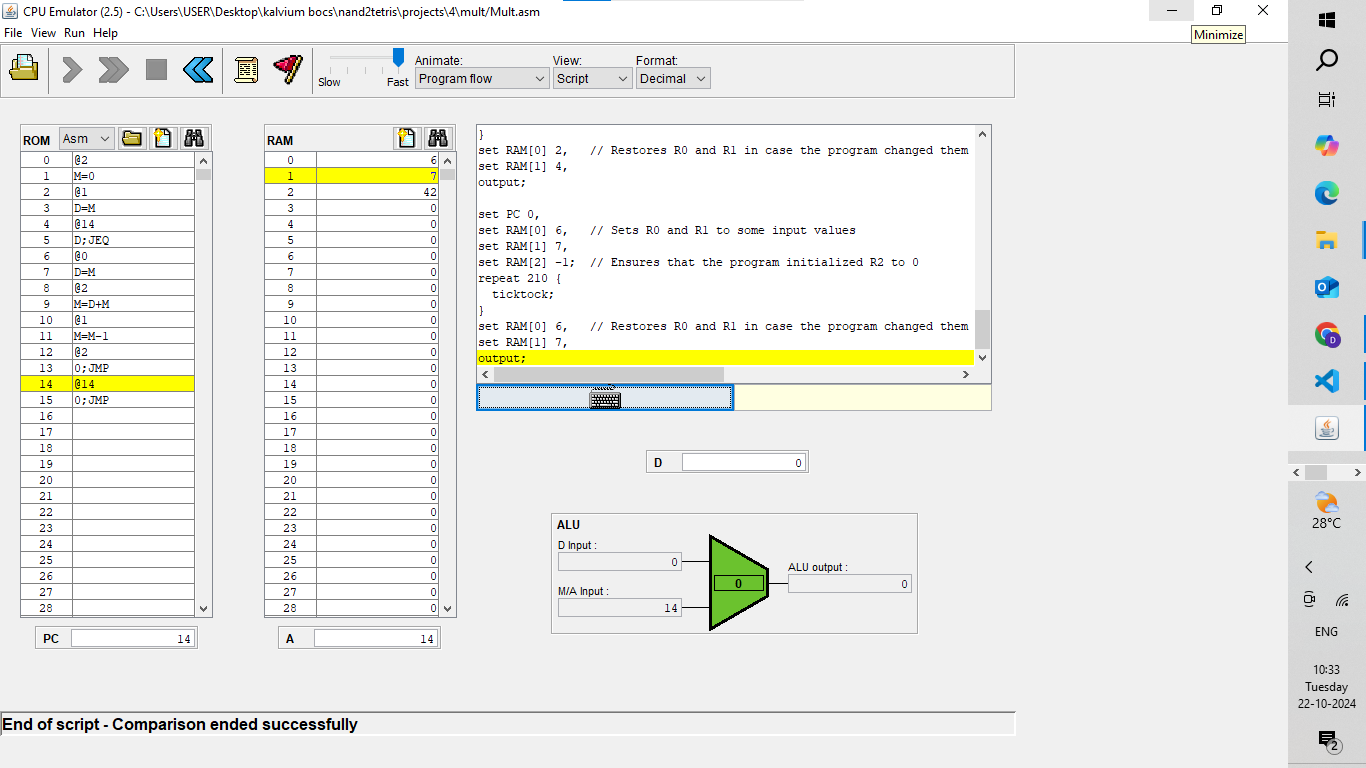 CPU Emulator (2.5) - C:\Users\USER\Desktop\kalvium bocs\nand2tetris\projects\4\mult/Mult.asm
File View Run Help
Minimize
Slow Fast
Animate:
Program flow
View:
Script
Format:
Decimal
ROM Asm
0 @2
1 M=0
2 @1
3 D=M
4 @14
5 D;JEQ
6 @0
7 D=M
8 @2
9 M=D+M
10 @1
11 M=M-1
12 @2
13 0;JMP
14 @14
15 0;JMP
16
17
18
19
20
21
22
23
24
25
26
27
28
PC 14
RAM
0 6
1 7
2 42
3 0
4 0
5 0
6 0
7 0
8 0
9 0
10 0
11 0
12 0
13 0
14 0
15 0
16 0
17 0
18 0
19 0
20 0
21 0
22 0
23 0
24 0
25 0
26 0
27 0
28 0
A 14
}
set RAM[0] 2,   // Restores R0 and R1 in case the program changed them
set RAM[1] 4,
output;
set PC 0,
set RAM[0] 6,   // Sets R0 and R1 to some input values
set RAM[1] 7,
set RAM[2] -1;  // Ensures that the program initialized R2 to 0
repeat 210 {
ticktock;
}
set RAM[0] 6,   // Restores R0 and R1 in case the program changed them
set RAM[1] 7,
output;
D 0
ALU
D Input :
0
M/A Input :
14
0
ALU output :
0
End of script - Comparison ended successfully
28°C
ENG
10:33
Tuesday
22-10-2024
2